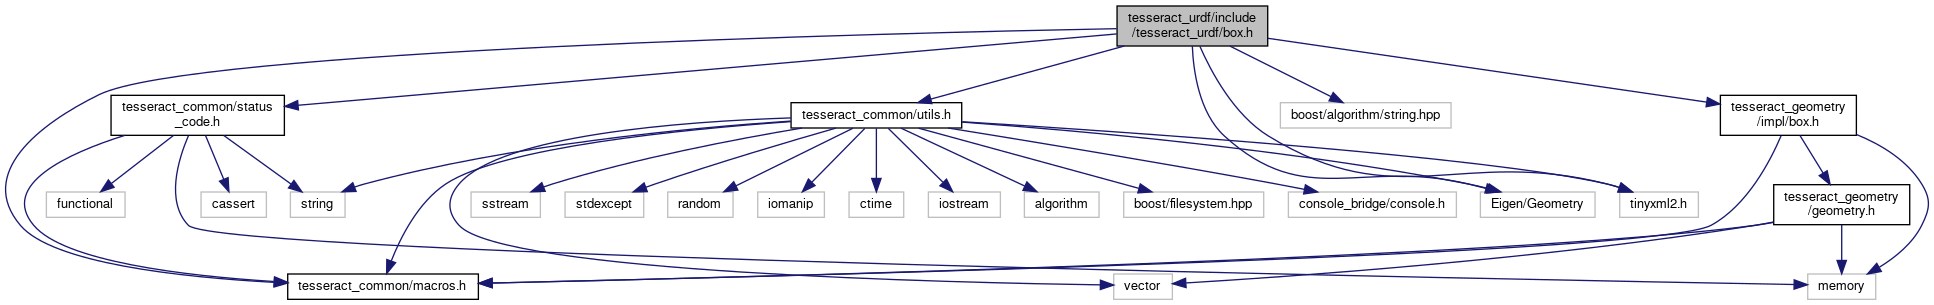 tesseract_urdf/include
/tesseract_urdf/box.h
tesseract_common/status
_code.h
tesseract_common/utils.h
boost/algorithm/string.hpp
tesseract_geometry
/impl/box.h
functional
cassert
string
sstream
stdexcept
random
iomanip
ctime
iostream
algorithm
boost/filesystem.hpp
console_bridge/console.h
Eigen/Geometry
tinyxml2.h
tesseract_geometry
/geometry.h
tesseract_common/macros.h
vector
memory